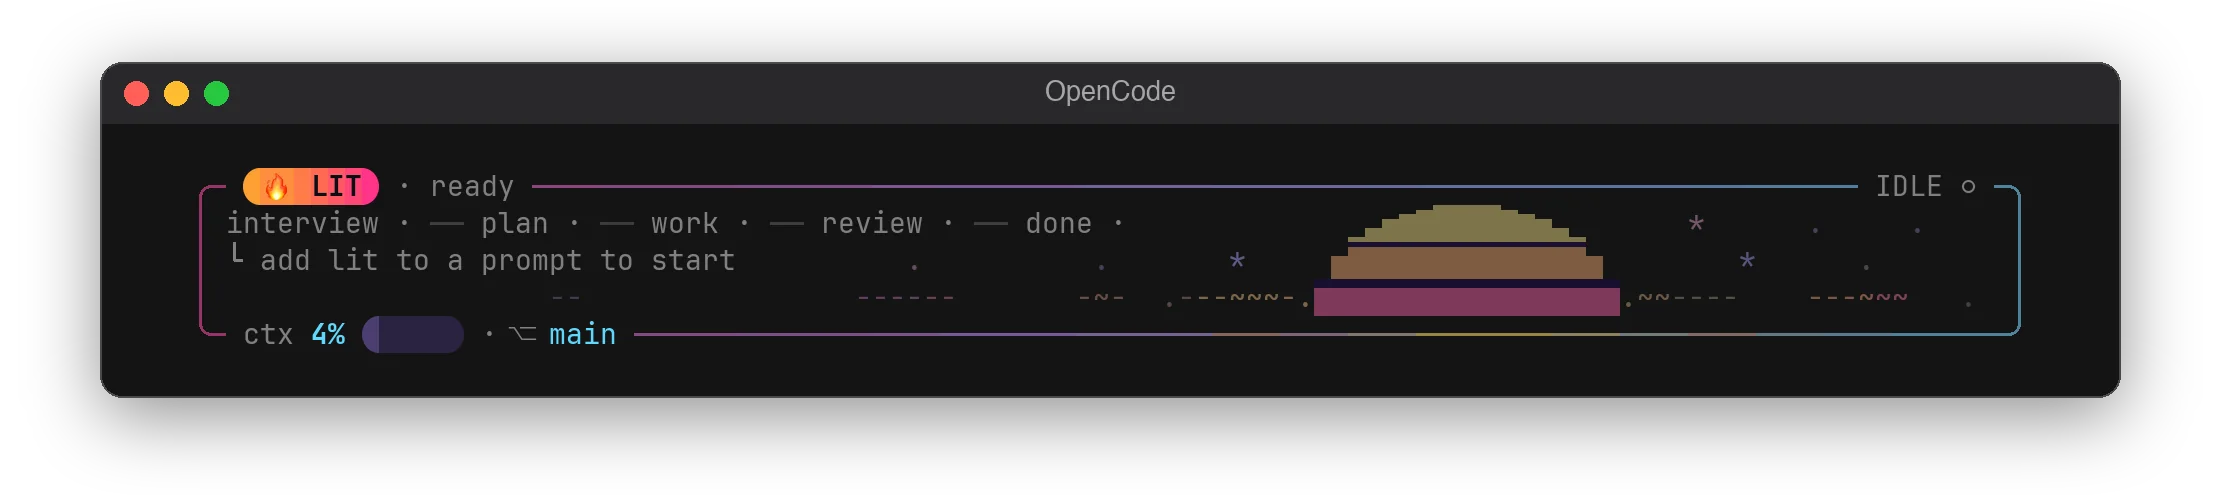 OpenCode
🔥 LIT · ready IDLE ○
interview · — plan · — work · — review · — done ·
└ add lit to a prompt to start
ctx 4% · ⌥ main